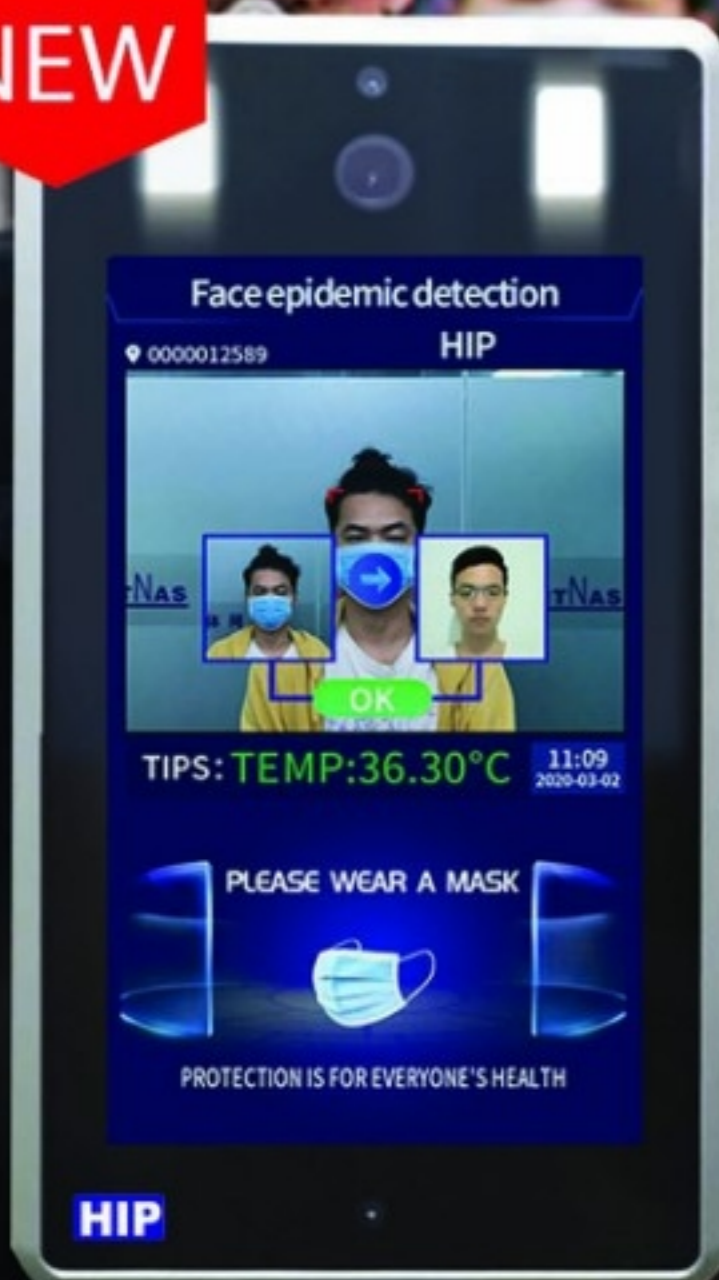 NEW
Face epidemic detection
0000012589
HIP
NAS
TNAS
OK
TIPS: TEMP:36.30°C
11:09
2020-03-02
PLEASE WEAR A MASK
PROTECTION IS FOR EVERYONE'S HEALTH
HIP